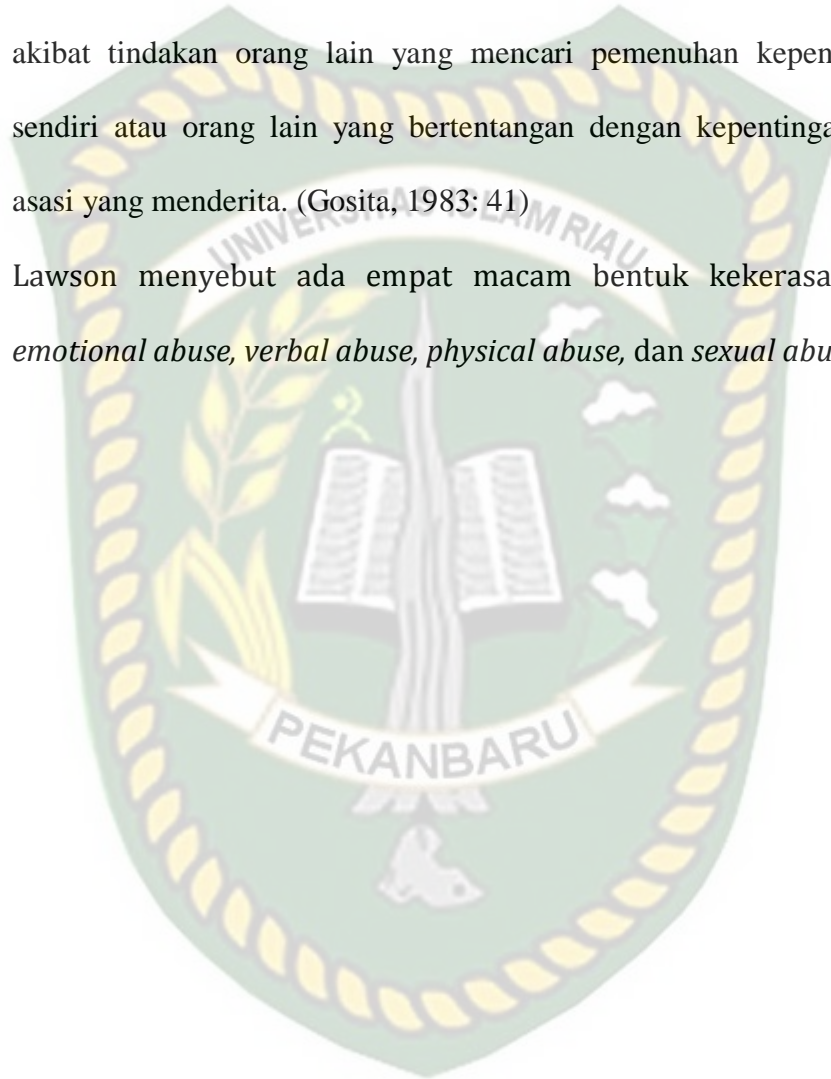 akibat tindakan orang lain yang mencari pemenuhan kepen
sendiri atau orang lain yang bertentangan dengan kepentinga
asasi yang menderita. (Gosita, 1983: 41)
UNIVERSITAS ISLAM RIAU
Lawson menyebut ada empat macam bentuk kekerasa
emotional abuse, verbal abuse, physical abuse, dan sexual abu
PEKANBARU